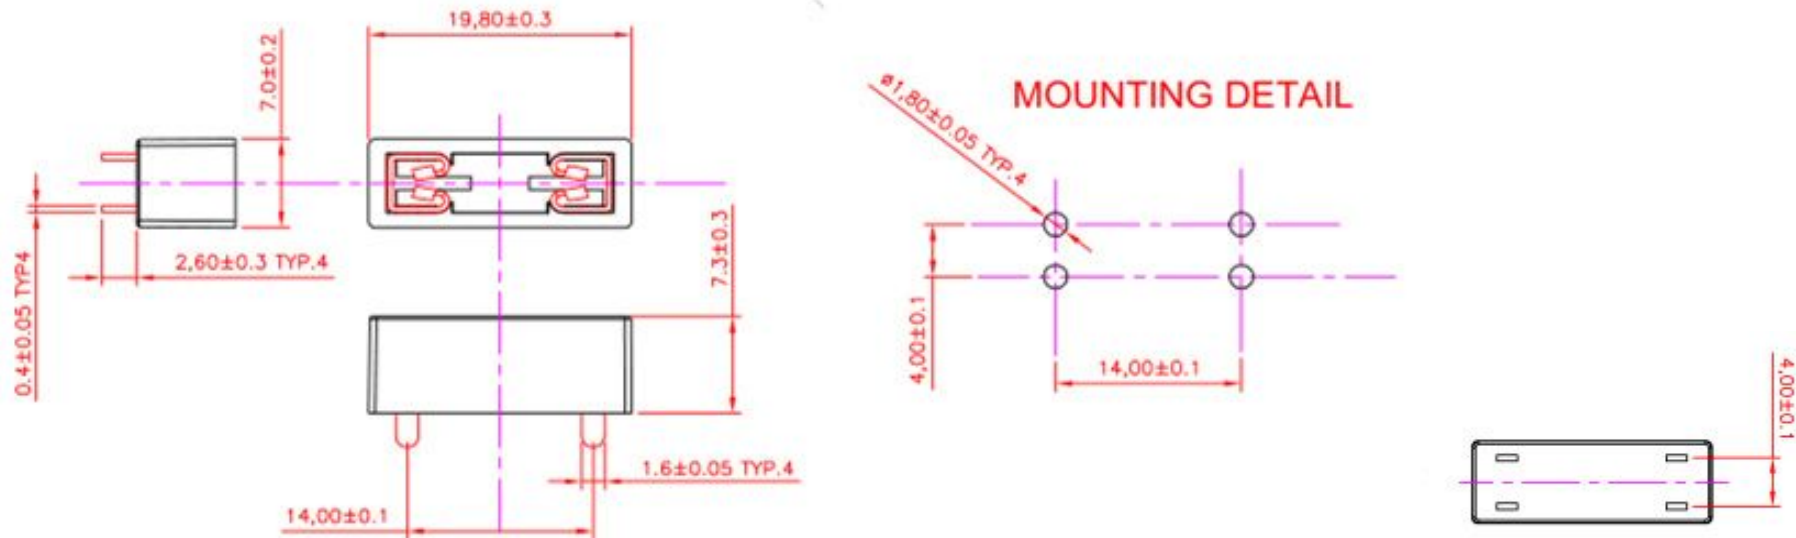 19,80±0.3
7.0±0.2
2,60±0.3 TYP.4
0.4±0.05 TYP4
7.3±0.3
1.6±0.05 TYP.4
14,00±0.1
MOUNTING DETAIL
ø1,80±0.05 TYP.4
4,00±0.1
14,00±0.1
4,00±0.1